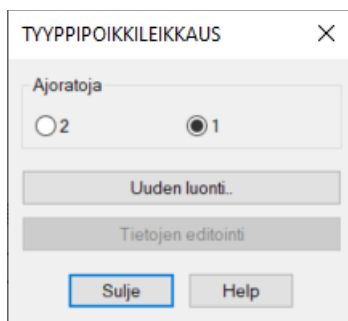 TYYPPIPOIKKILEIKKAUS
Ajoratoja
2 1
Uuden luonti..
Tietojen editointi
Sulje Help